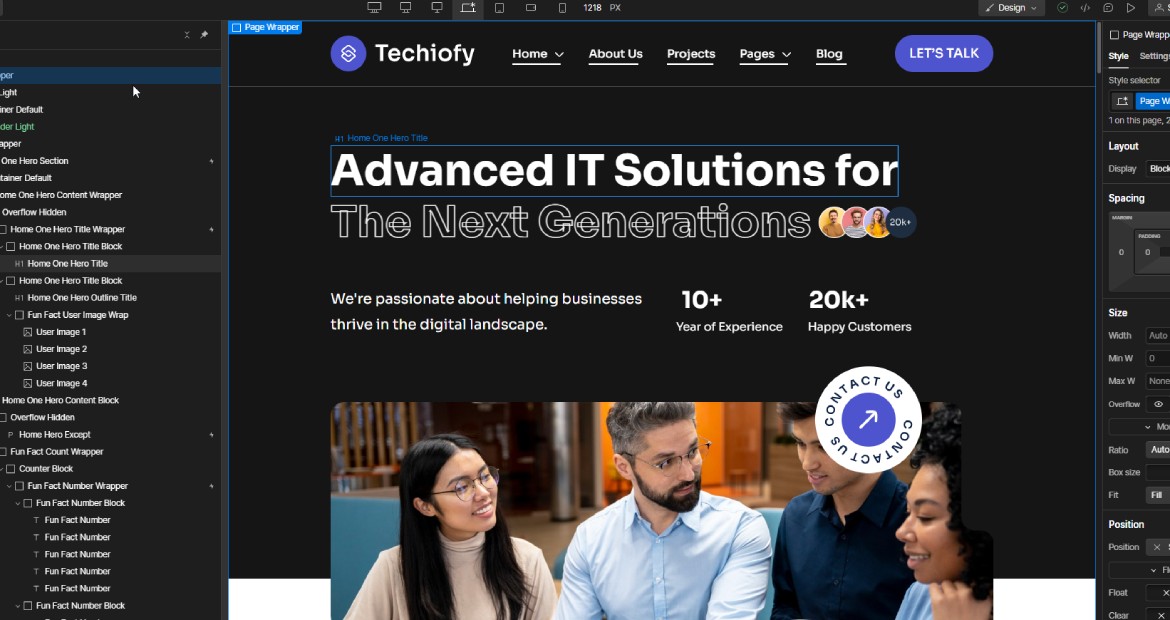 1218 PX
Design
Page Wrapper
Techiofy
Home
About Us
Projects
Pages
Blog
LET'S TALK
H1 Home One Hero Title
Advanced IT Solutions for
The Next Generations
20k+
We're passionate about helping businesses
thrive in the digital landscape.
10+
Year of Experience
20k+
Happy Customers
CONTACT US CONTACT US
pper
Light
iner Default
der Light
apper
One Hero Section
tainer Default
ome One Hero Content Wrapper
Overflow Hidden
Home One Hero Title Wrapper
Home One Hero Title Block
H1 Home One Hero Title
Home One Hero Title Block
H1 Home One Hero Outline Title
Fun Fact User Image Wrap
User Image 1
User Image 2
User Image 3
User Image 4
Home One Hero Content Block
Overflow Hidden
P Home Hero Except
Fun Fact Count Wrapper
Counter Block
Fun Fact Number Wrapper
Fun Fact Number Block
T Fun Fact Number
T Fun Fact Number
T Fun Fact Number
T Fun Fact Number
T Fun Fact Number
Fun Fact Number Block
Page Wrapp
Style
Settings
Style selector
Page W
1 on this page, 2
Layout
Display
Block
Spacing
MARGIN
PADDING
0
0
Size
Width
Auto
Min W
0
Max W
None
Overflow
Mo
Ratio
Auto
Box size
Fit
Fill
Position
Position
Fl
Float
Clear